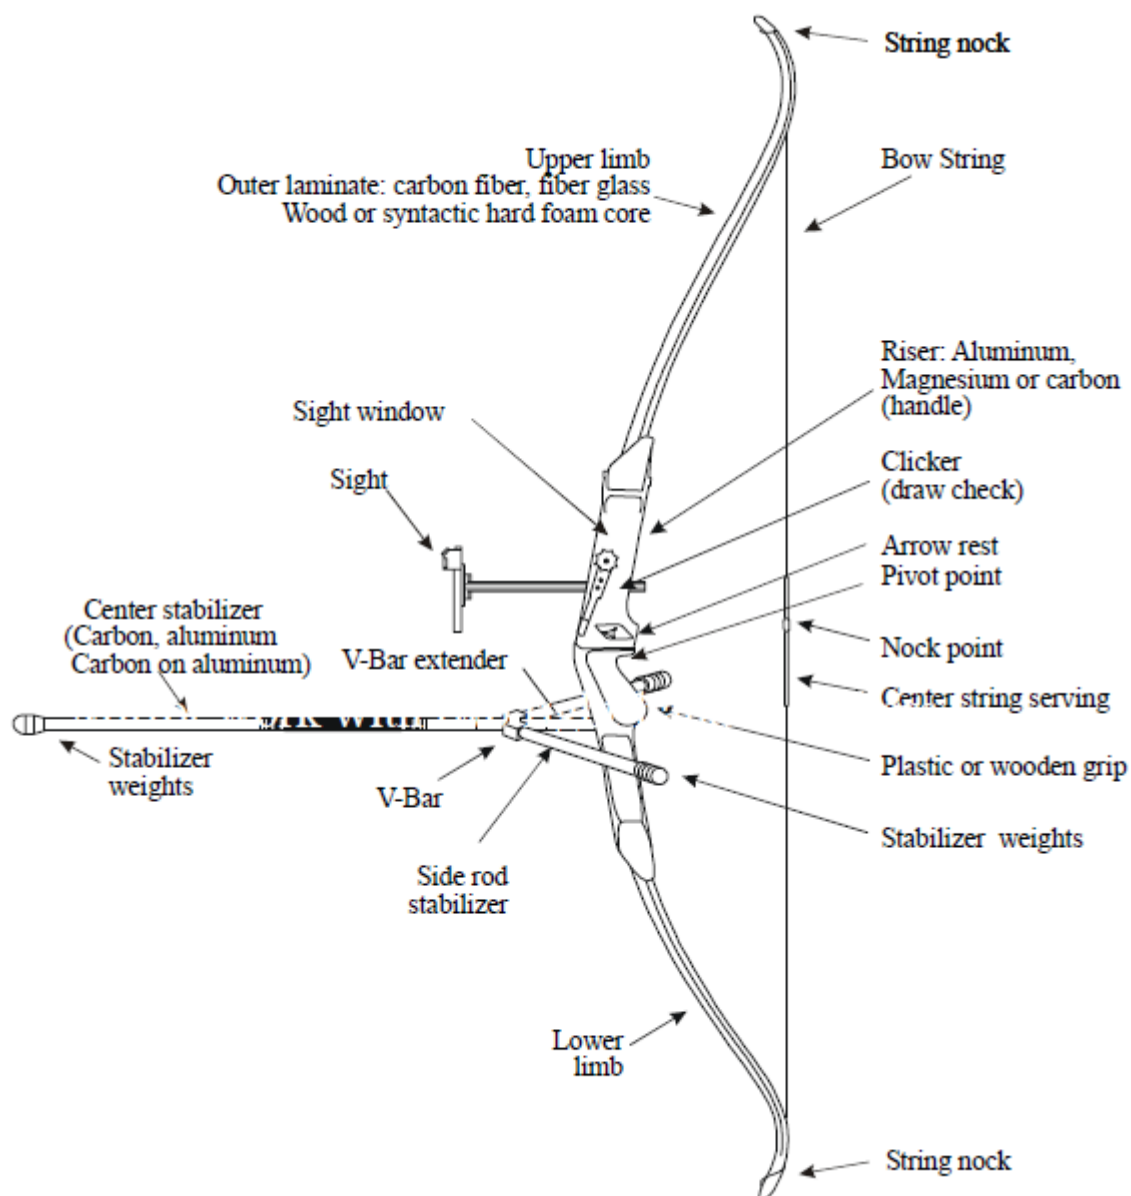 String nock
Upper limb
Outer laminate: carbon fiber, fiber glass
Wood or syntactic hard foam core
Bow String
Riser: Aluminum,
Magnesium or carbon
(handle)
Sight window
Clicker
(draw check)
Sight
Arrow rest
Pivot point
Center stabilizer
(Carbon, aluminum
Carbon on aluminum)
V-Bar extender
Nock point
Center string serving
Stabilizer
weights
V-Bar
Plastic or wooden grip
Stabilizer weights
Side rod
stabilizer
Lower
limb
String nock